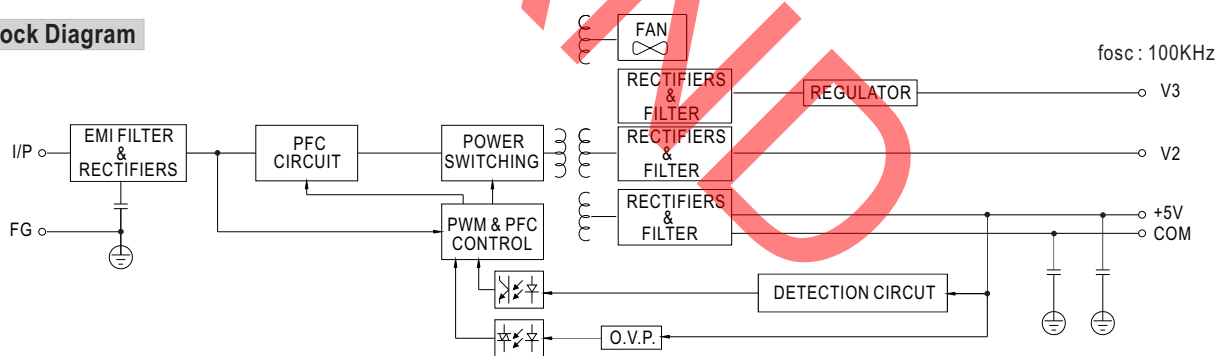 ock Diagram
FAN
fosc : 100KHz
RECTIFIERS
&
FILTER
REGULATOR
V3
I/P
EMI FILTER
&
RECTIFIERS
PFC
CIRCUIT
POWER
SWITCHING
RECTIFIERS
&
FILTER
V2
FG
PWM & PFC
CONTROL
RECTIFIERS
&
FILTER
+5V
COM
DETECTION CIRCUT
O.V.P.